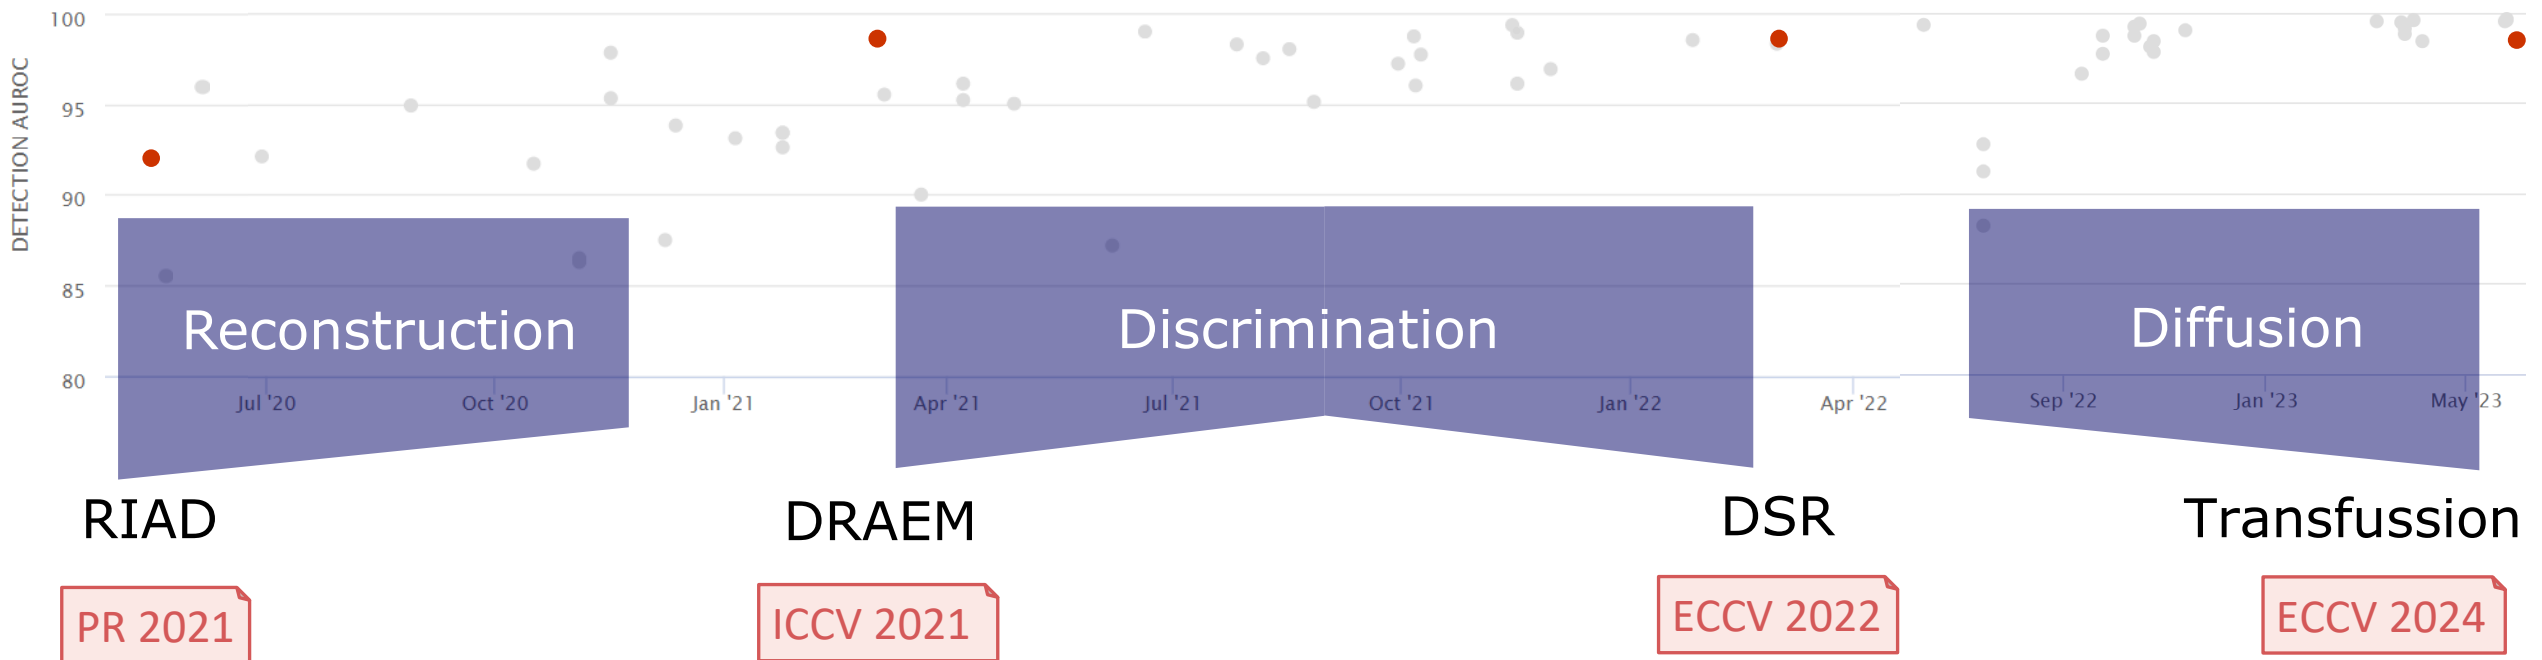 100
95
90
85
80
DETECTION AUROC
Reconstruction
Discrimination
Diffusion
Jul '20
Oct '20
Jan '21
Apr '21
Jul '21
Oct '21
Jan '22
Apr '22
Sep '22
Jan '23
May '23
RIAD
DRAEM
DSR
Transfussion
PR 2021
ICCV 2021
ECCV 2022
ECCV 2024